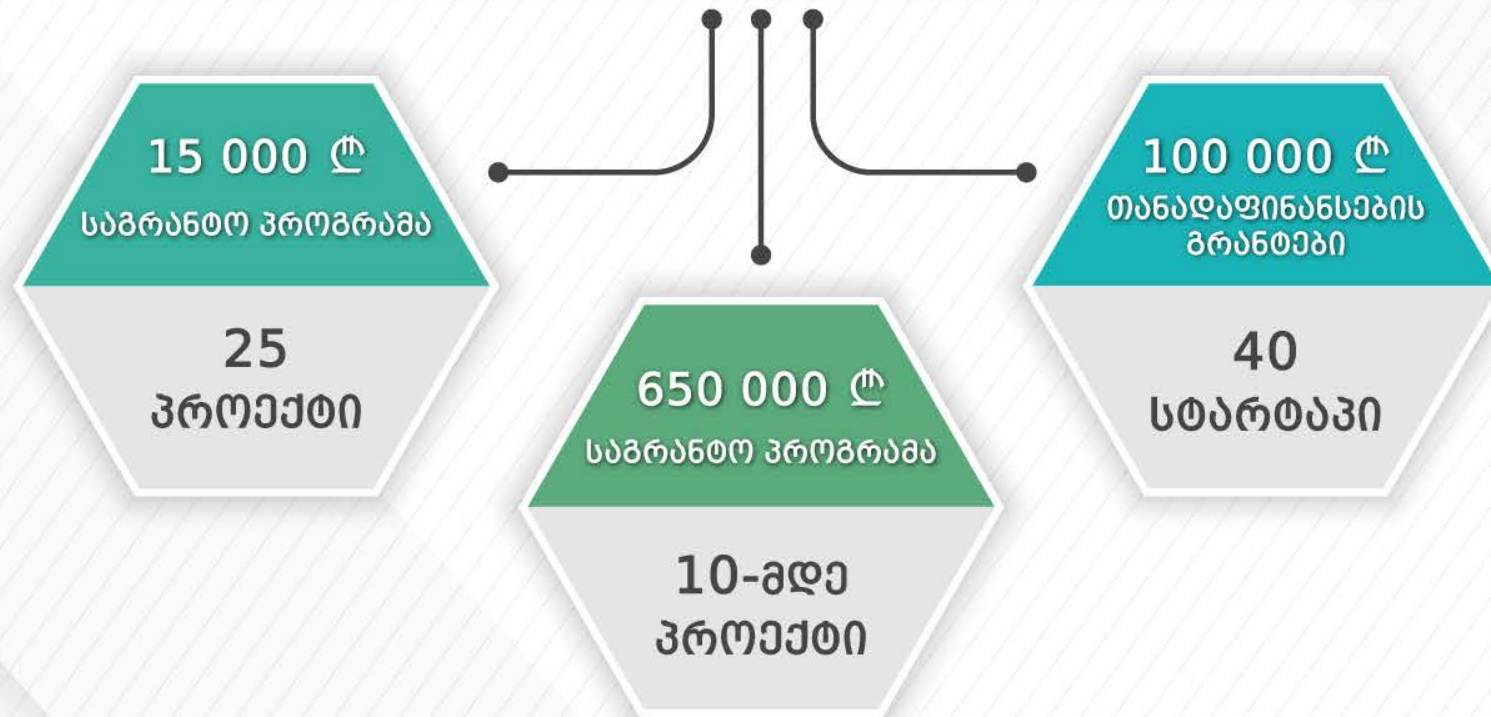 15 000 ₾
საგრანტო პროგრამა
25
პროექტი
650 000 ₾
საგრანტო პროგრამა
10-მდე
პროექტი
100 000 ₾
თანადაფინანსების
გრანტები
40
სტარტაპი